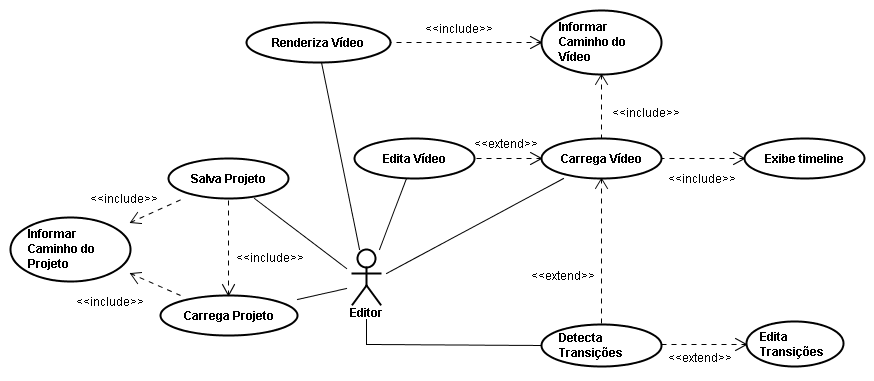 Renderiza Vídeo
<<include>>
Informar
Caminho do
Vídeo
<<include>>
Edita Vídeo
<<extend>>
Carrega Vídeo
<<include>>
Exibe timeline
Salva Projeto
<<include>>
Informar
Caminho do
Projeto
<<include>>
<<include>>
Carrega Projeto
Editor
<<extend>>
Detecta
Transições
<<extend>>
Edita
Transições